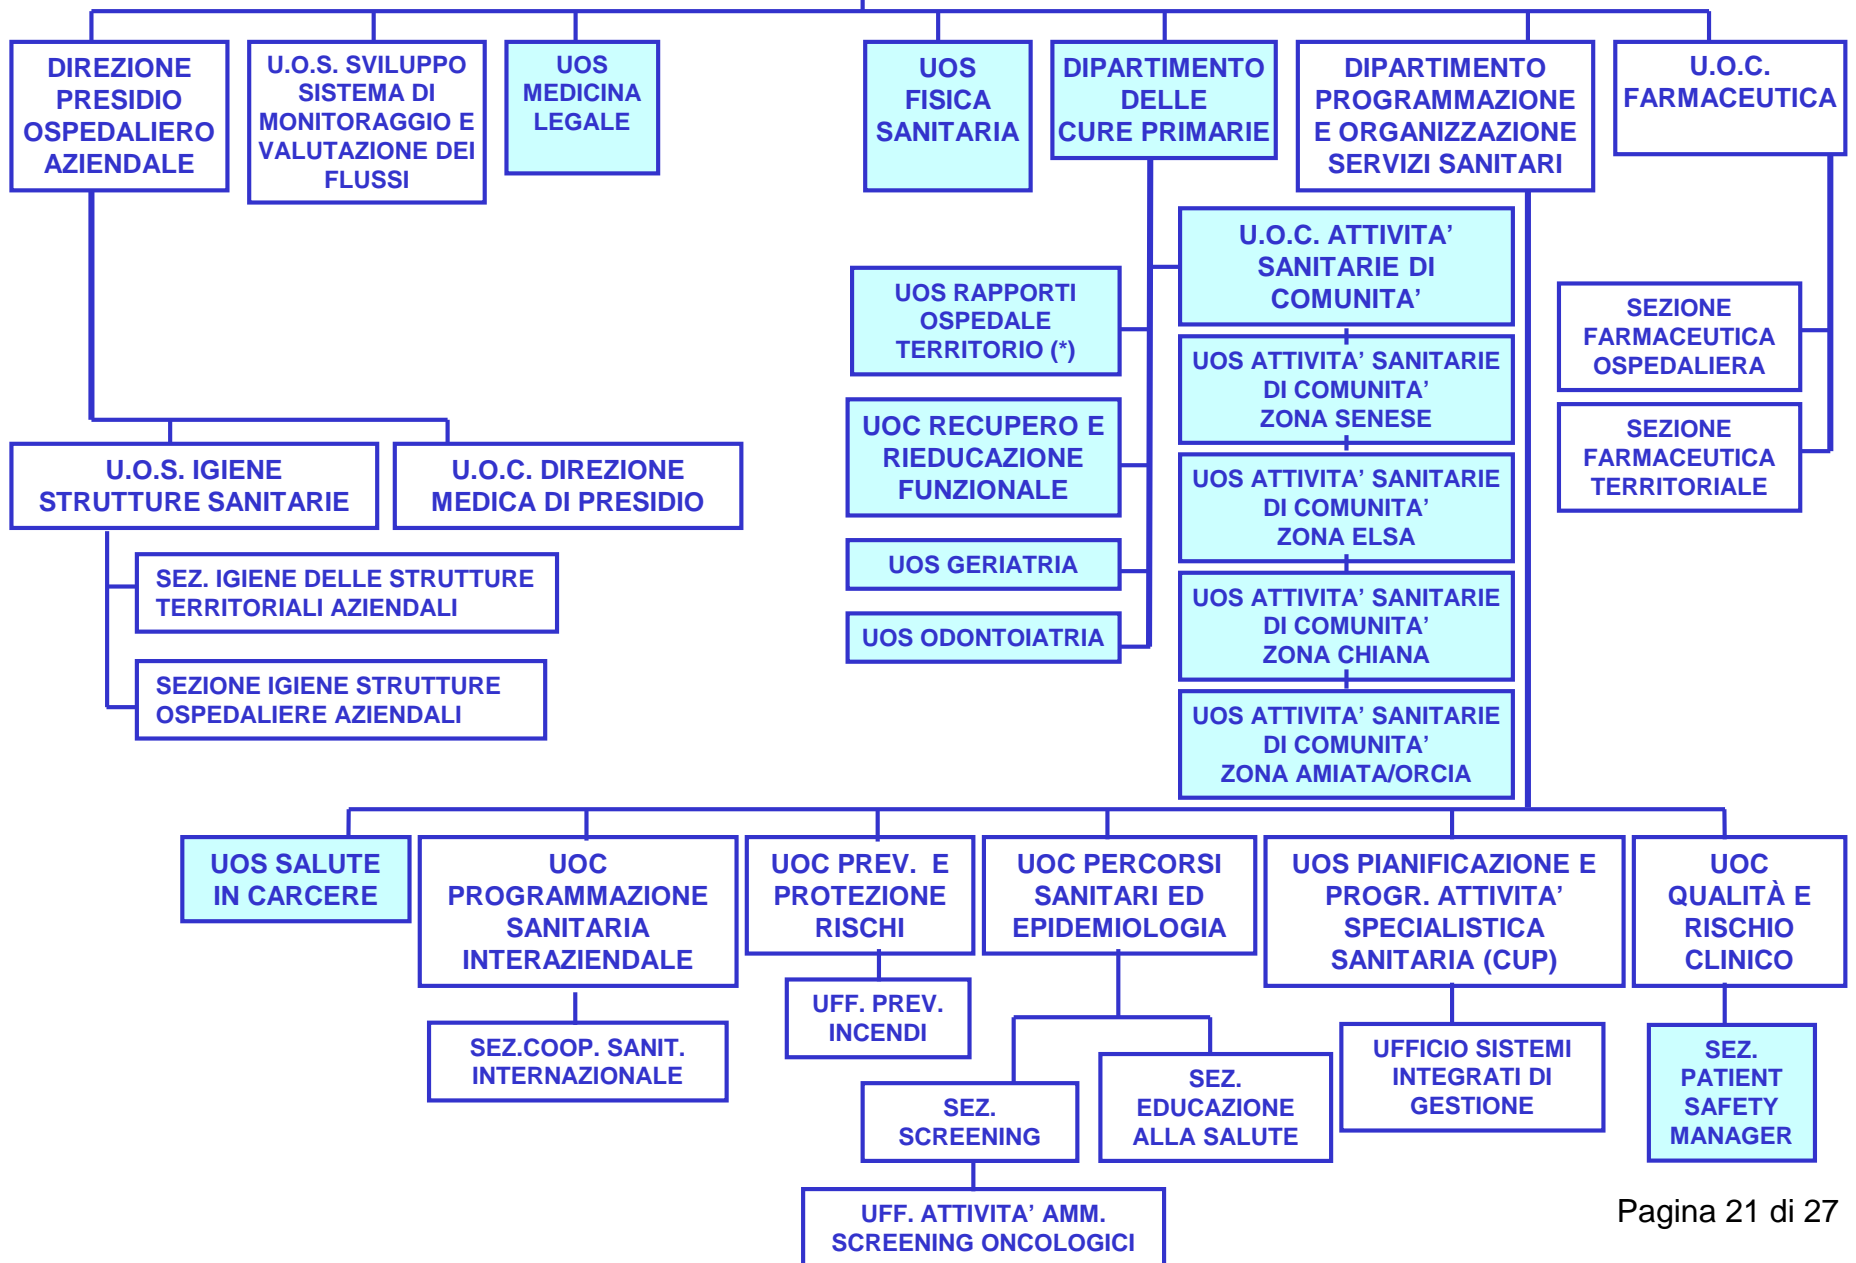 DIREZIONE
PRESIDIO
OSPEDALIERO
AZIENDALE
U.O.S. SVILUPPO
SISTEMA DI
MONITORAGGIO E
VALUTAZIONE DEI
FLUSSI
UOS
MEDICINA
LEGALE
UOS
FISICA
SANITARIA
DIPARTIMENTO
DELLE
CURE PRIMARIE
DIPARTIMENTO
PROGRAMMAZIONE
E ORGANIZZAZIONE
SERVIZI SANITARI
U.O.C.
FARMACEUTICA
U.O.C. ATTIVITA’
SANITARIE DI
COMUNITA’
UOS RAPPORTI
OSPEDALE
TERRITORIO (*)
SEZIONE
FARMACEUTICA
OSPEDALIERA
UOS ATTIVITA’ SANITARIE
DI COMUNITA’
ZONA SENESE
UOC RECUPERO E
RIEDUCAZIONE
FUNZIONALE
SEZIONE
FARMACEUTICA
TERRITORIALE
U.O.S. IGIENE
STRUTTURE SANITARIE
U.O.C. DIREZIONE
MEDICA DI PRESIDIO
UOS ATTIVITA’ SANITARIE
DI COMUNITA’
ZONA ELSA
UOS GERIATRIA
SEZ. IGIENE DELLE STRUTTURE
TERRITORIALI AZIENDALI
UOS ATTIVITA’ SANITARIE
DI COMUNITA’
ZONA CHIANA
UOS ODONTOIATRIA
SEZIONE IGIENE STRUTTURE
OSPEDALIERE AZIENDALI
UOS ATTIVITA’ SANITARIE
DI COMUNITA’
ZONA AMIATA/ORCIA
UOS SALUTE
IN CARCERE
UOC
PROGRAMMAZIONE
SANITARIA
INTERAZIENDALE
UOC PREV. E
PROTEZIONE
RISCHI
UOC PERCORSI
SANITARI ED
EPIDEMIOLOGIA
UOS PIANIFICAZIONE E
PROGR. ATTIVITA’
SPECIALISTICA
SANITARIA (CUP)
UOC
QUALITÀ E
RISCHIO
CLINICO
SEZ.COOP. SANIT.
INTERNAZIONALE
UFF. PREV.
INCENDI
SEZ.
SCREENING
SEZ.
EDUCAZIONE
ALLA SALUTE
UFFICIO SISTEMI
INTEGRATI DI
GESTIONE
SEZ.
PATIENT
SAFETY
MANAGER
UFF. ATTIVITA’ AMM.
SCREENING ONCOLOGICI
Pagina 21 di 27